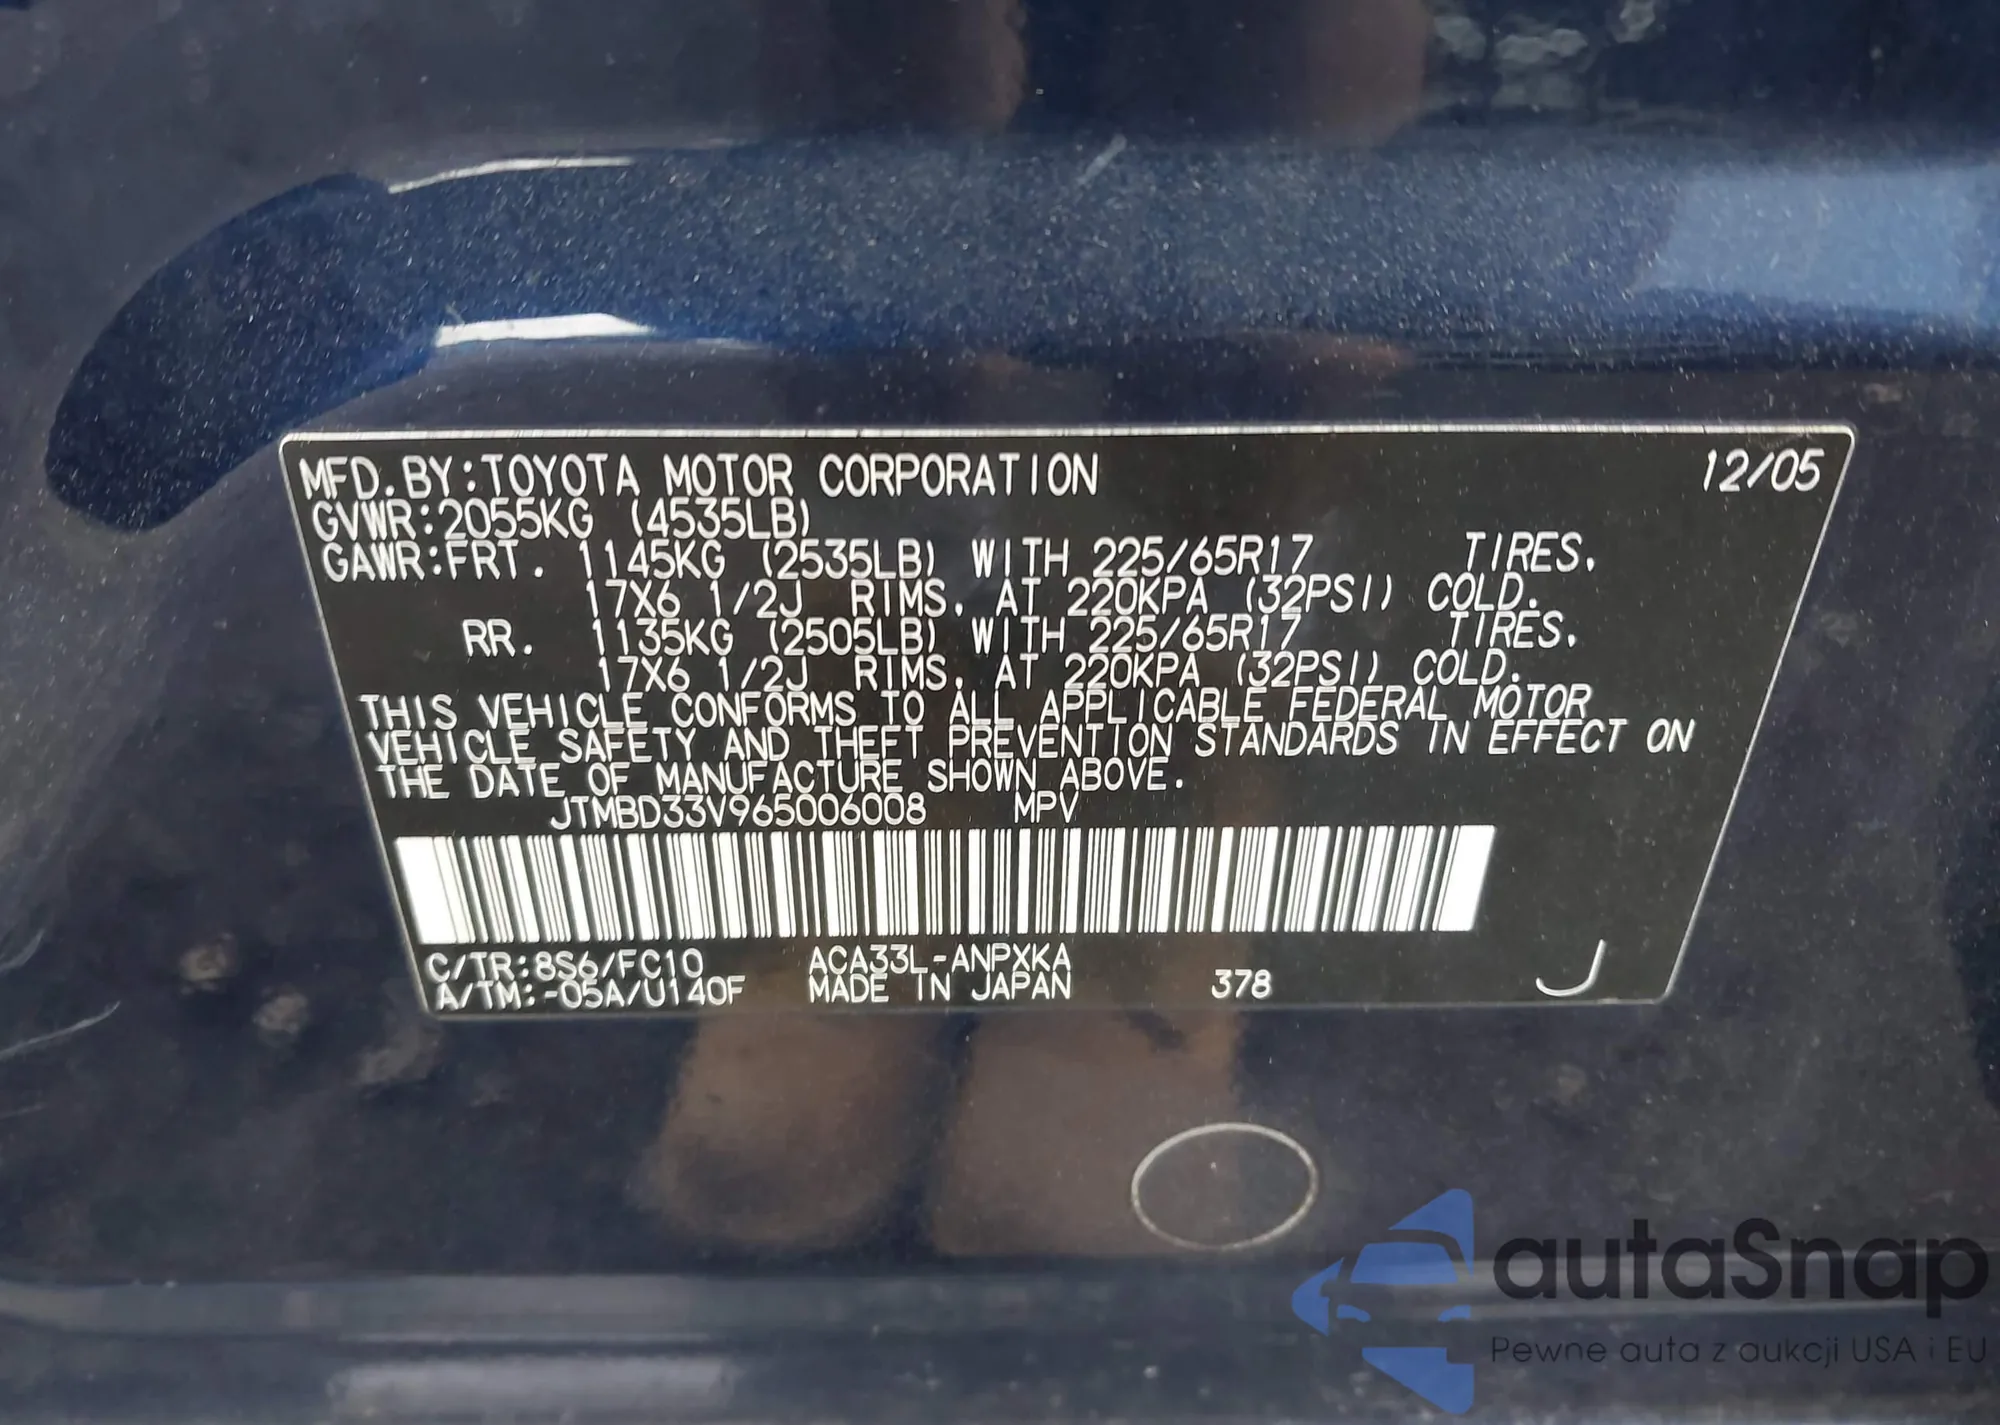 MFD.BY:TOYOTA MOTOR CORPORATION 12/05
GVWR:2055KG (4535LB)
GAWR:FRT. 1145KG (2535LB) WITH 225/65R17 TIRES.
17X6 1/2J RIMS, AT 220KPA (32PSI) COLD.
RR. 1135KG (2505LB) WITH 225/65R17 TIRES.
17X6 1/2J RIMS, AT 220KPA (32PSI) COLD.
THIS VEHICLE CONFORMS TO ALL APPLICABLE FEDERAL MOTOR
VEHICLE SAFETY AND THEFT PREVENTION STANDARDS IN EFFECT ON
THE DATE OF MANUFACTURE SHOWN ABOVE.
JTMBD33V965006008 MPV
C/TR:8S6/FC10 ACA33L-ANPXKA
A/TM:-05A/U140F MADE IN JAPAN 378 J
autaSnap
Pewne auta z aukcji USA i EU